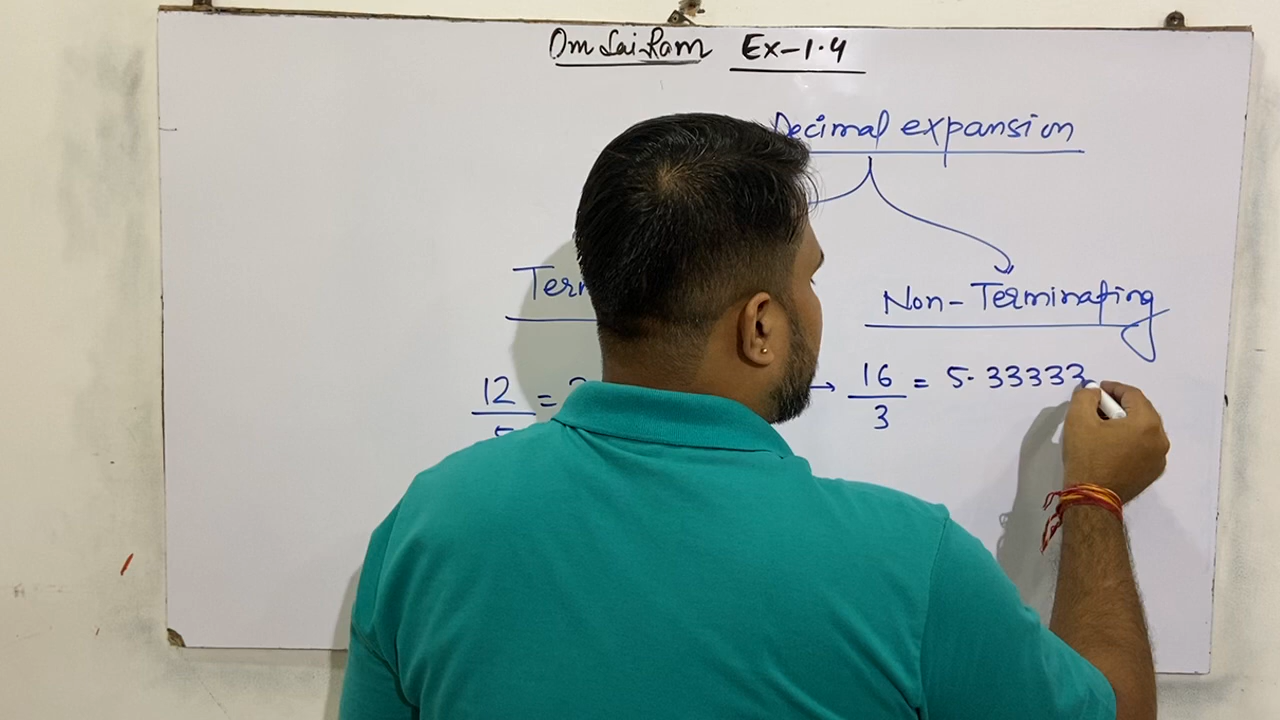 Om Sai Ram Ex-1.4
Decimal expansion
Non-Terminating
12 = → 16 = 5.33333
3